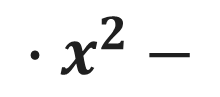 · x² –